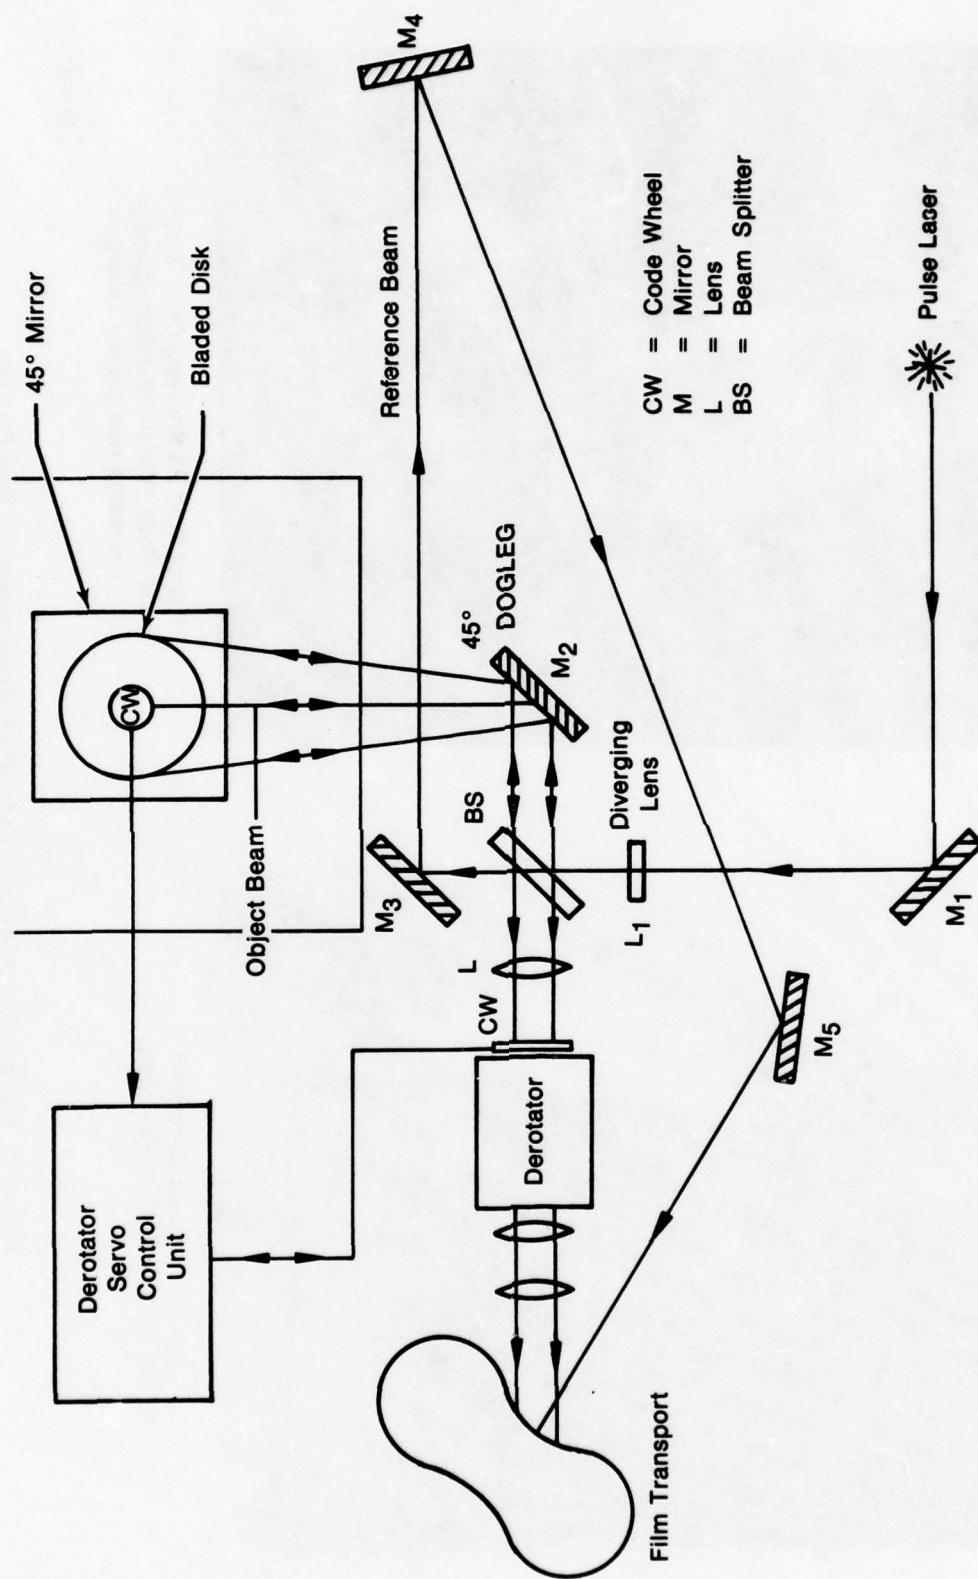 45° Mirror
Bladed Disk
CW
Derotator
Servo
Control
Unit
Object Beam
Reference Beam
M4
M3
BS
45°
DOGLEG
M2
L
CW
Derotator
Diverging
Lens
L1
CW = Code Wheel
M = Mirror
L = Lens
BS = Beam Splitter
Film Transport
M5
M1
Pulse Laser